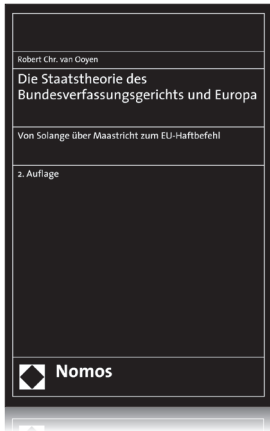 Robert Chr. van Ooyen
Die Staatstheorie des
Bundesverfassungsgerichts und Europa
Von Solange über Maastricht zum EU-Haftbefehl
2. Auflage
Nomos